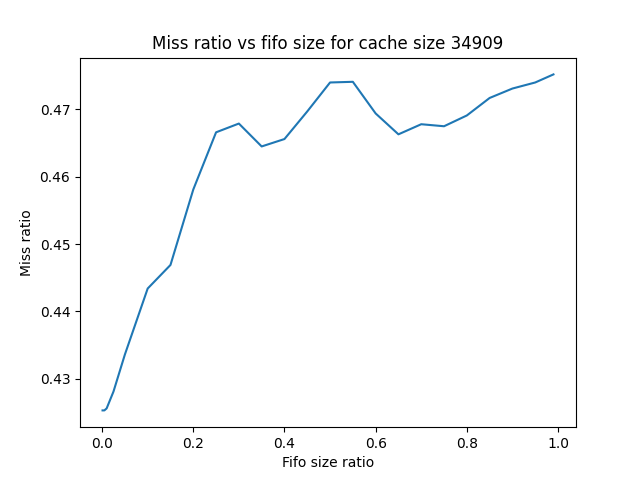 Miss ratio vs fifo size for cache size 34909
Miss ratio
0.47
0.46
0.45
0.44
0.43
0.0 0.2 0.4 0.6 0.8 1.0
Fifo size ratio